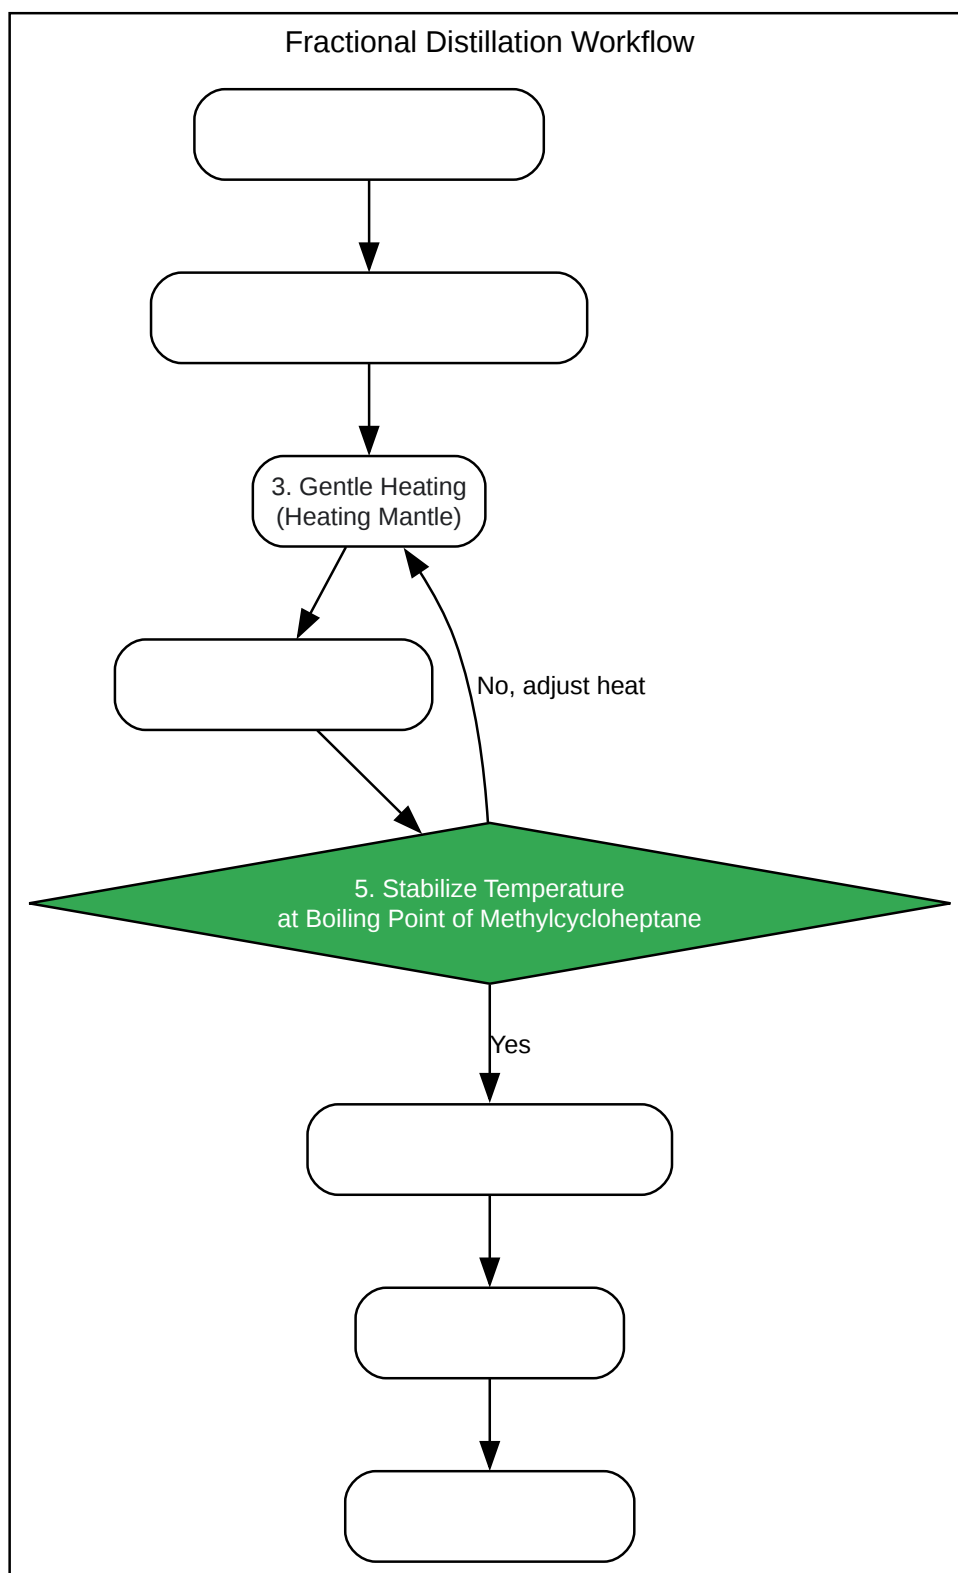 Fractional Distillation Workflow
3. Gentle Heating
(Heating Mantle)
No, adjust heat
5. Stabilize Temperature
at Boiling Point of Methylcycloheptane
Yes